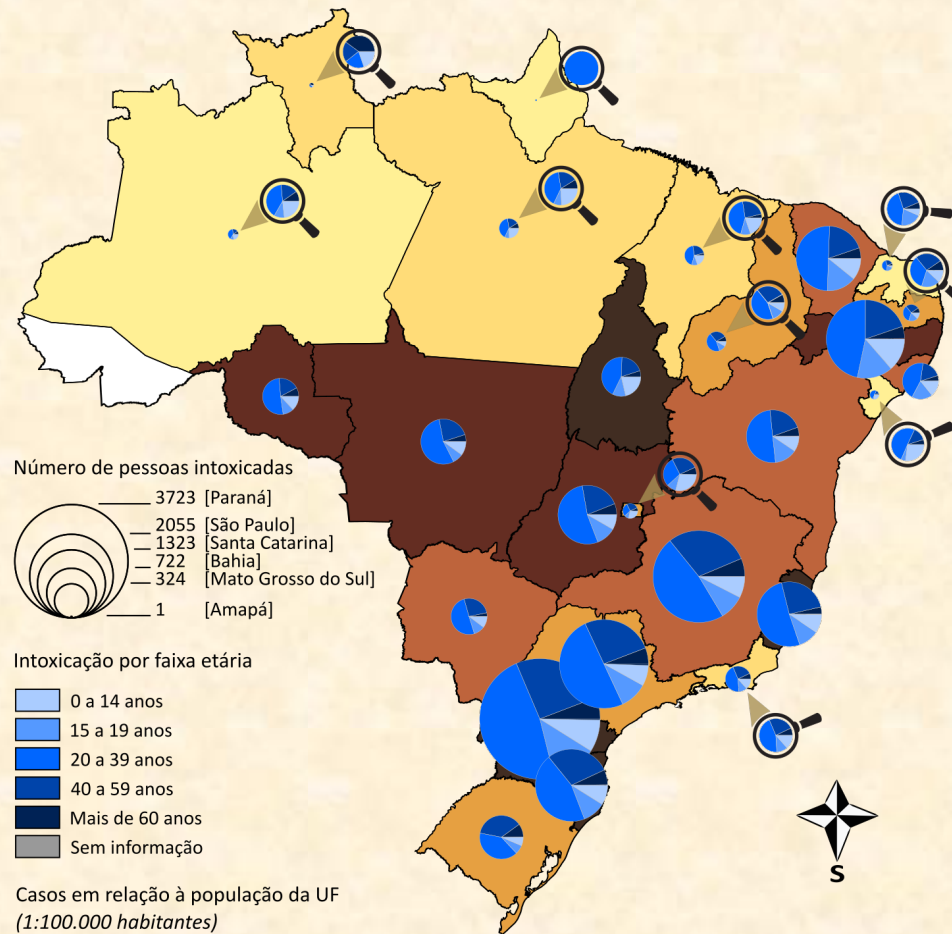 Número de pessoas intoxicadas
3723 [Paraná]
2055 [São Paulo]
1323 [Santa Catarina]
722 [Bahia]
324 [Mato Grosso do Sul]
1 [Amapá]
Intoxicação por faixa etária
0 a 14 anos
15 a 19 anos
20 a 39 anos
40 a 59 anos
Mais de 60 anos
Sem informação
Casos em relação à população da UF
(1:100.000 habitantes)
S